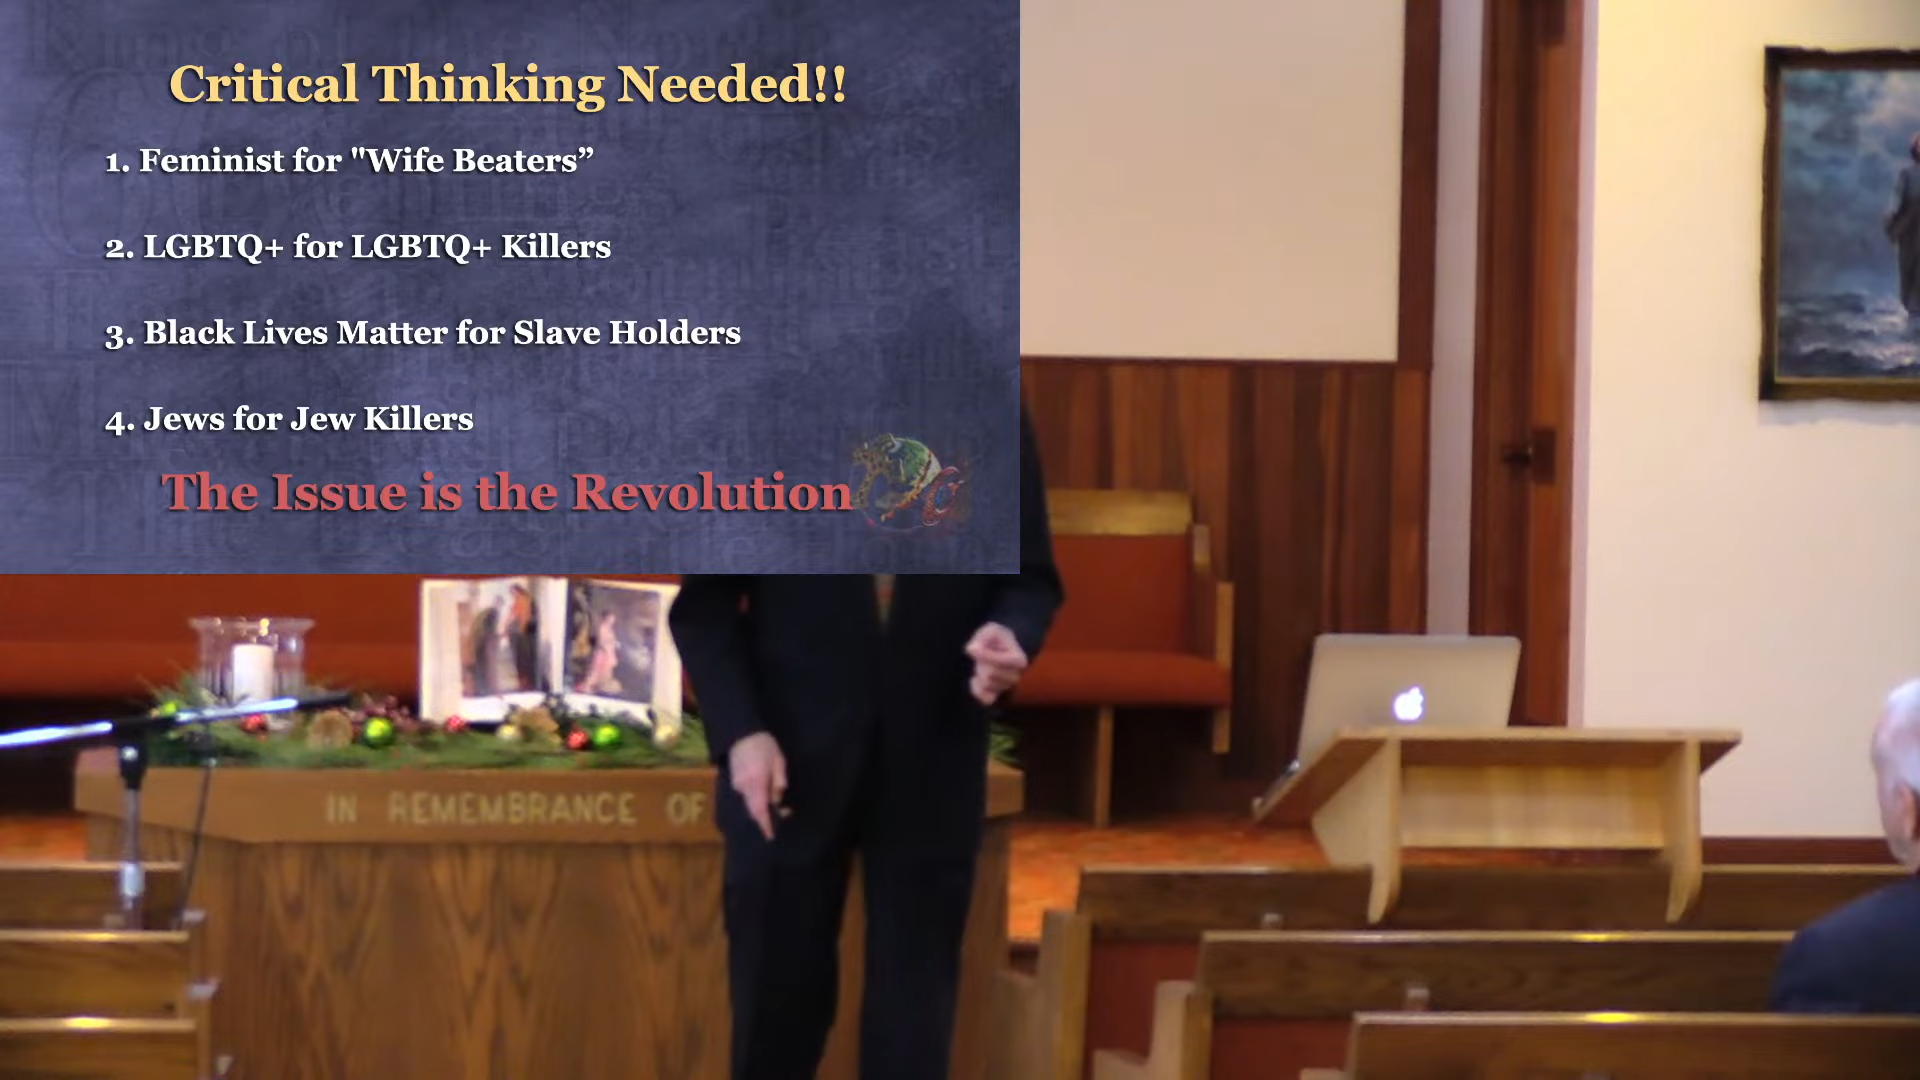 Critical Thinking Needed!!
1. Feminist for "Wife Beaters”
2. LGBTQ+ for LGBTQ+ Killers
3. Black Lives Matter for Slave Holders
4. Jews for Jew Killers
The Issue is the Revolution
IN REMEMBRANCE OF